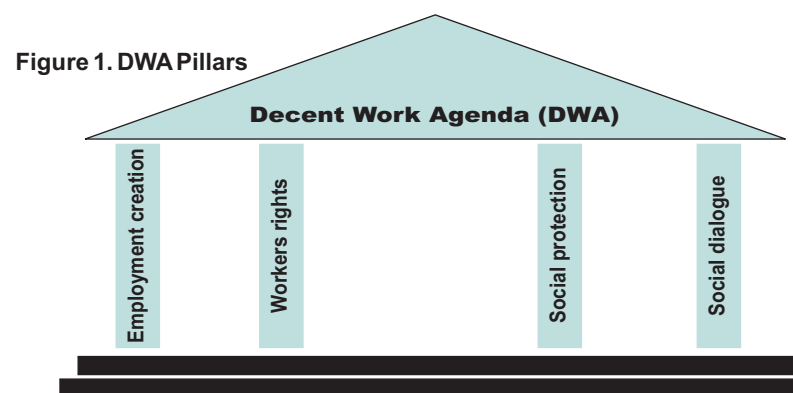 Figure 1. DWA Pillars
Decent Work Agenda (DWA)
Employment creation
Workers rights
Social protection
Social dialogue